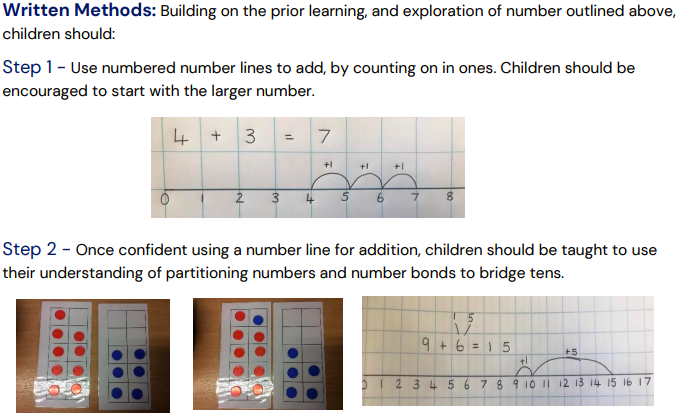 Written Methods: Building on the prior learning, and exploration of number outlined above,
children should:
Step 1 - Use numbered number lines to add, by counting on in ones. Children should be
encouraged to start with the larger number.
4 + 3 = 7
+1 +1 +1
0 1 2 3 4 5 6 7 8
Step 2 - Once confident using a number line for addition, children should be taught to use
their understanding of partitioning numbers and number bonds to bridge tens.
1 5
9 + 6 = 1 5
+1 +5
0 1 2 3 4 5 6 7 8 9 10 11 12 13 14 15 16 17